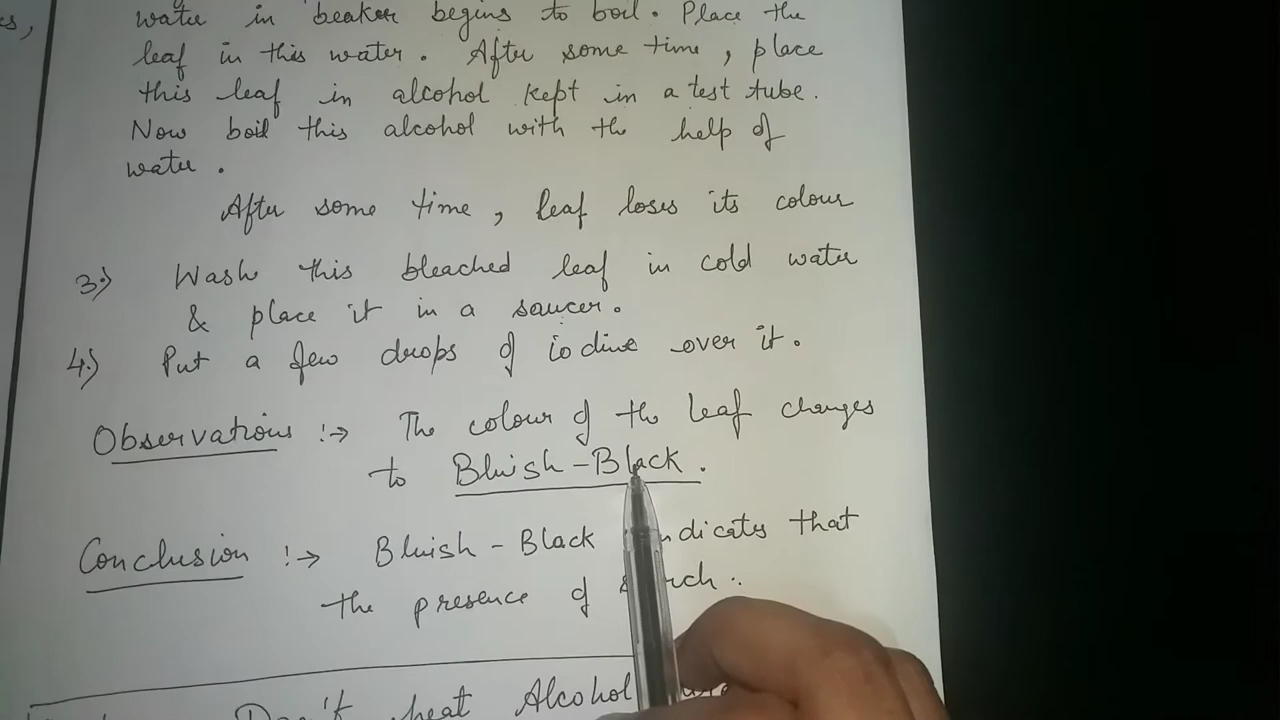 water in beaker begins to boil. Place the
leaf in this water. After some time, place
this leaf in alcohol kept in a test tube.
Now boil this alcohol with the help of
water.
After some time, leaf loses its colour
3.) Wash this bleached leaf in cold water
& place it in a saucer.
4.) Put a few drops of iodine over it.
Observations :→ The colour of the leaf changes
to Bluish-Black.
Conclusion :→ Bluish-Black indicates that
the presence of starch.
Don't heat Alcohol